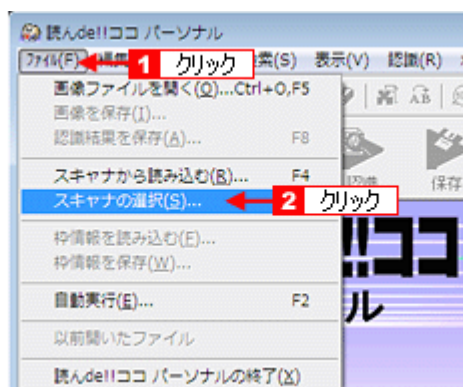 読んde!!ココ パーソナル
ファイル(F) 1 クリック 検索(S) 表示(V) 認識(R)
画像ファイルを開く(O)...Ctrl+O,F5
画像を保存(I)...
認識結果を保存(A)... F8
スキャナから読み込む(R)... F4
保存
スキャナの選択(S)... 2 クリック
枠情報を読み込む(F)...
枠情報を保存(W)...
!!ココ
自動実行(E)... F2
ル
以前開いたファイル
読んde!!ココ パーソナルの終了(X)